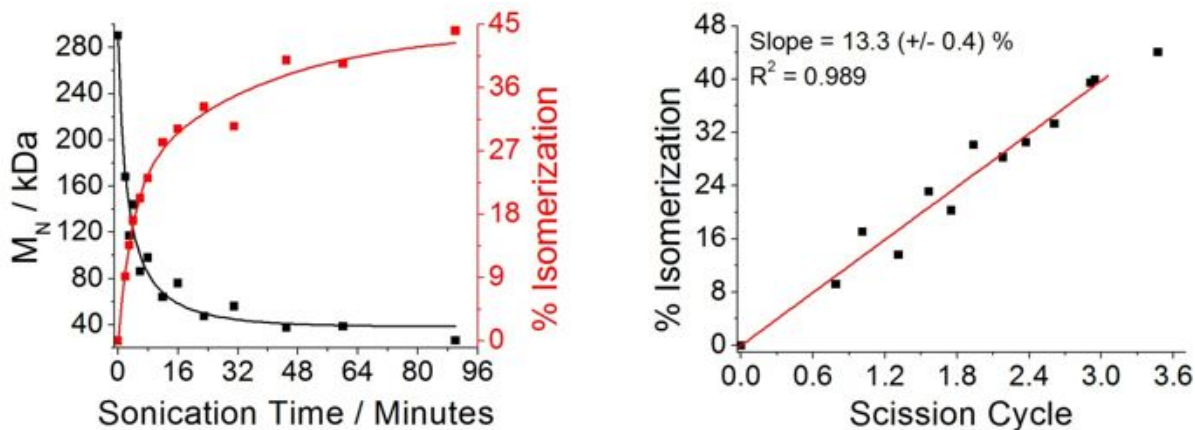 280
240
200
160
120
80
40
M_N / kDa
45
36
27
18
9
0
% Isomerization
0 16 32 48 64 80 96
Sonication Time / Minutes
48
40
32
24
16
8
0
% Isomerization
Slope = 13.3 (+/- 0.4) %
R² = 0.989
0.0 0.6 1.2 1.8 2.4 3.0 3.6
Scission Cycle